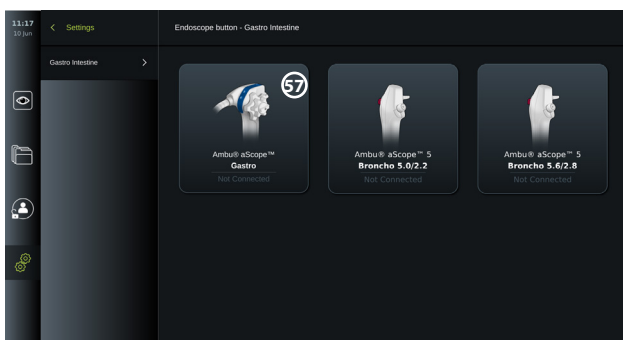 11:17
10 Jun
Settings
Endoscope button - Gastro Intestine
Gastro Intestine
57
Ambu® aScope™
Gastro
Not Connected
Ambu® aScope™ 5
Broncho 5.0/2.2
Not Connected
Ambu® aScope™ 5
Broncho 5.6/2.8
Not Connected